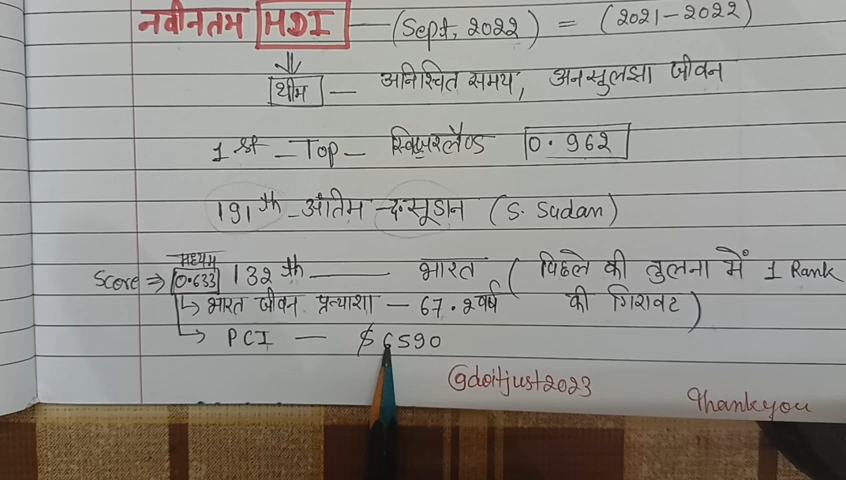 नवीनतम HDI — (Sept, 2022) = (2021-2022)
थीम — अनिश्चित समय, अनसुलझा जीवन
1st - Top - स्विट्जरलैण्ड 0.962
191th - अंतिम - द. सूडान (S. Sudan)
मध्यम
Score ⇒ 0.633 132th —— भारत ( पिछले की तुलना में 1 Rank
↳ भारत जीवन प्रत्याशा - 67.2 वर्ष की गिरावट )
↳ PCI — $6590
@doitjust2023
Thankyou